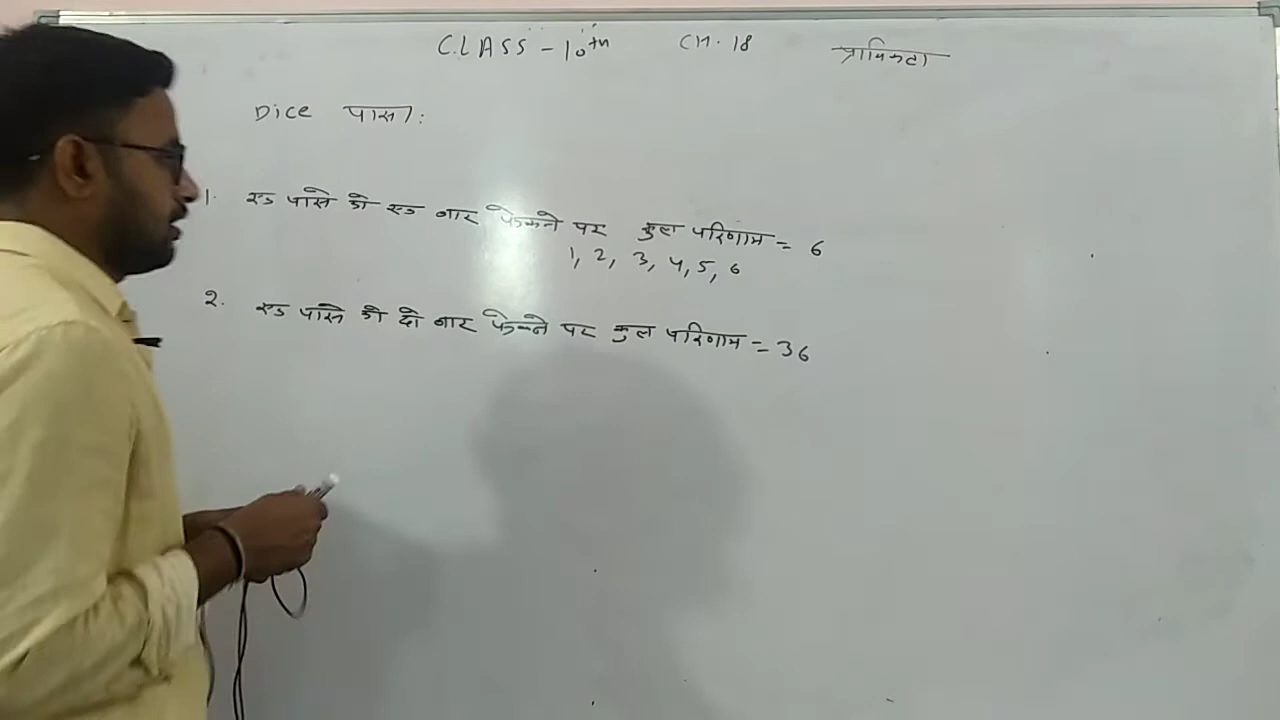 CLASS - 10th CH. 18 प्रायिकता
Dice पासा:
1. एक पासे को एक बार फेंकने पर कुल परिणाम = 6
1, 2, 3, 4, 5, 6
2. एक पासे को दो बार फेंकने पर कुल परिणाम = 36